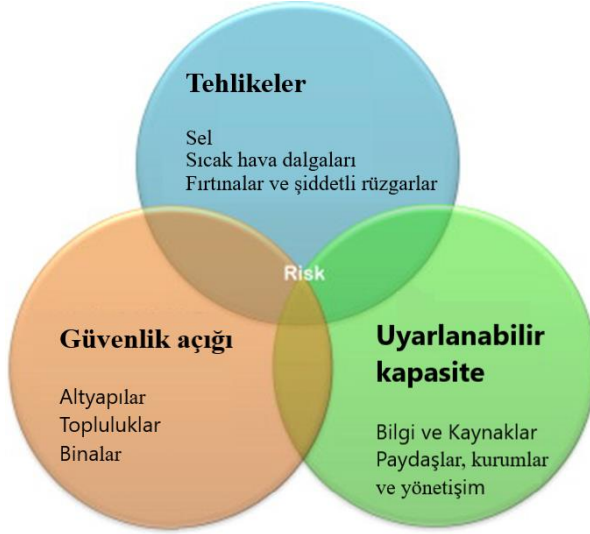 Tehlikeler
Sel
Sıcak hava dalgaları
Fırtınalar ve şiddetli rüzgarlar
Risk
Güvenlik açığı
Altyapılar
Topluluklar
Binalar
Uyarlanabilir
kapasite
Bilgi ve Kaynaklar
Paydaşlar, kurumlar
ve yönetişim